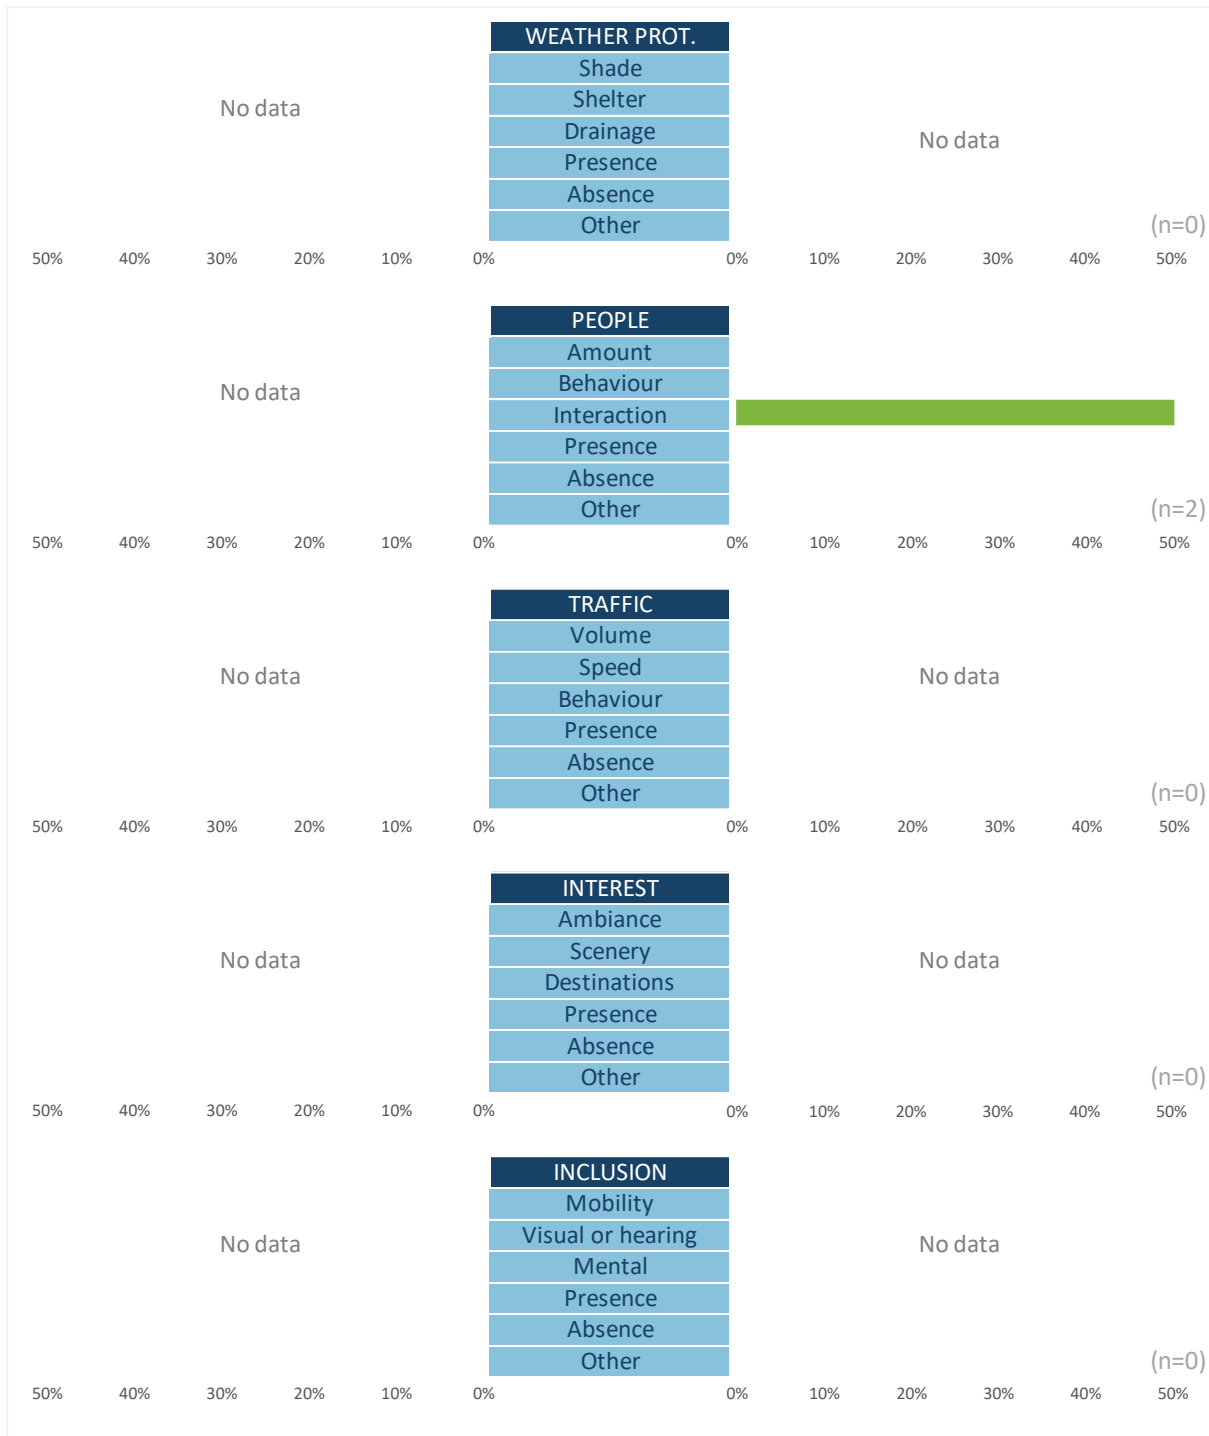 WEATHER PROT.
Shade
No data
Shelter
Drainage
No data
Presence
Absence
Other
(n=0)
50% 40% 30% 20% 10% 0% 0% 10% 20% 30% 40% 50%
PEOPLE
Amount
No data
Behaviour
Interaction
Presence
Absence
Other
(n=2)
50% 40% 30% 20% 10% 0% 0% 10% 20% 30% 40% 50%
TRAFFIC
Volume
No data
Speed
No data
Behaviour
Presence
Absence
Other
(n=0)
50% 40% 30% 20% 10% 0% 0% 10% 20% 30% 40% 50%
INTEREST
Ambiance
No data
Scenery
No data
Destinations
Presence
Absence
Other
(n=0)
50% 40% 30% 20% 10% 0% 0% 10% 20% 30% 40% 50%
INCLUSION
Mobility
No data
Visual or hearing
No data
Mental
Presence
Absence
Other
(n=0)
50% 40% 30% 20% 10% 0% 0% 10% 20% 30% 40% 50%